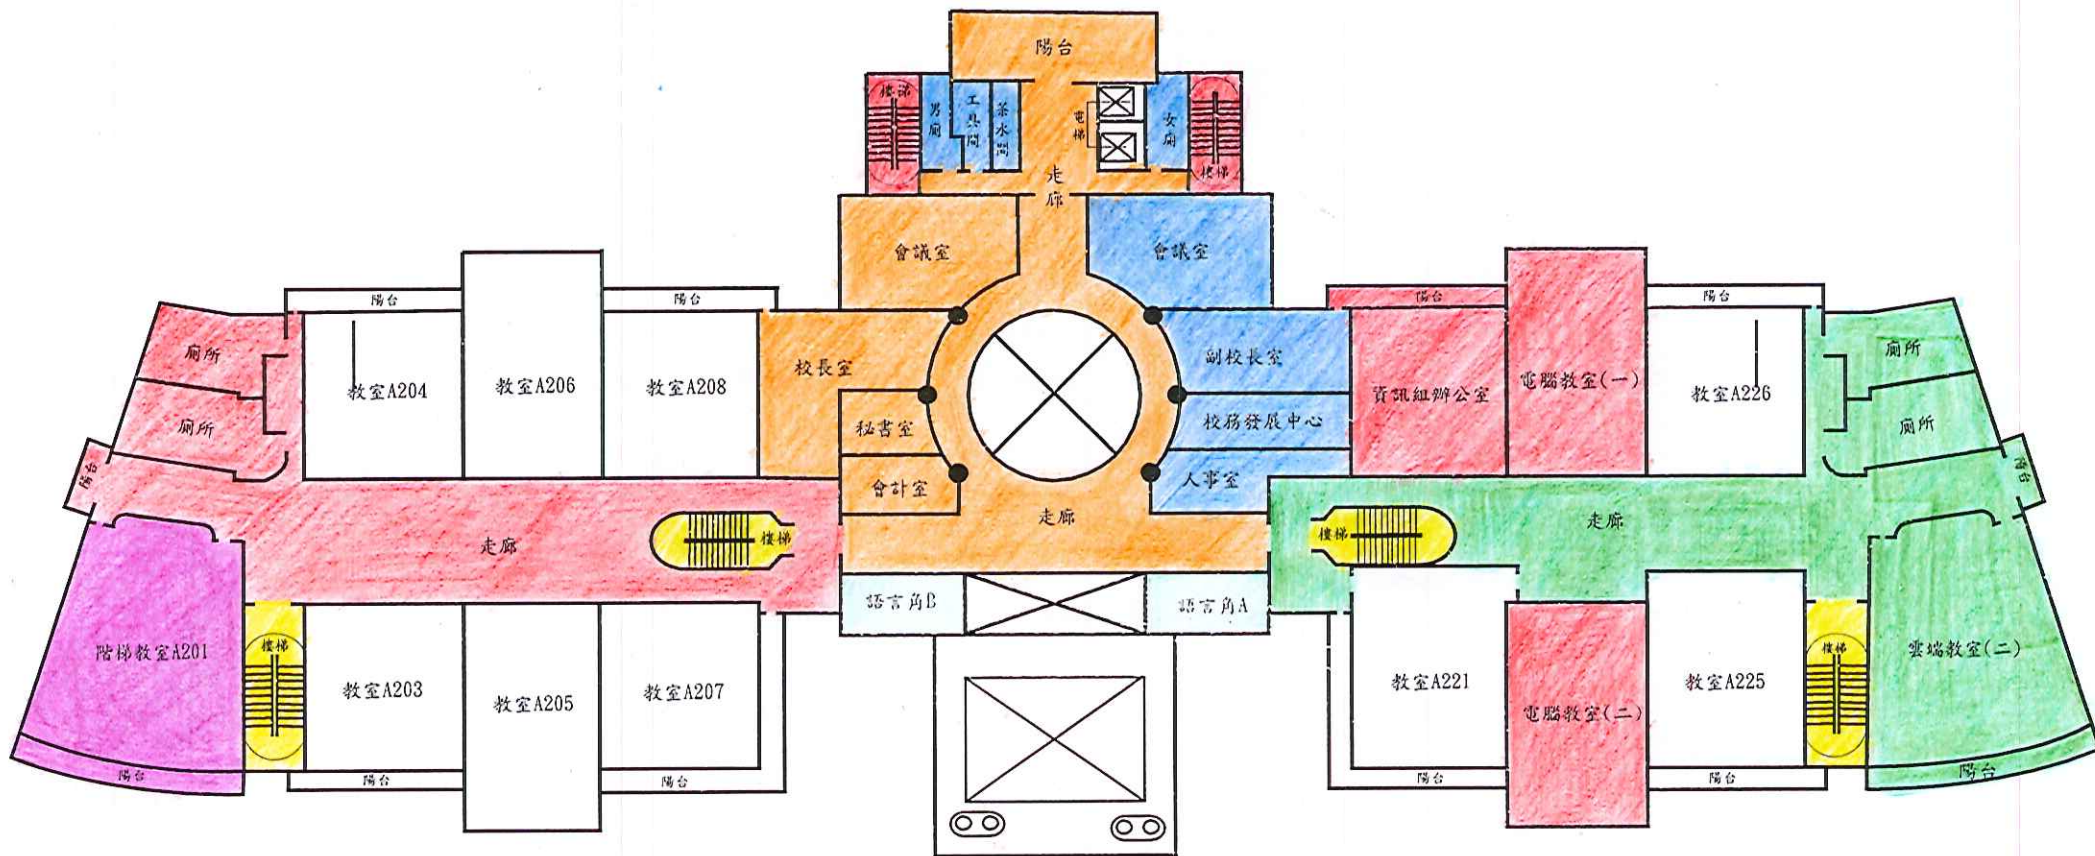 陽台
樓梯
男廁
工具間
茶水間
電梯
女廁
樓梯
走廊
會議室
會議室
陽台
陽台
陽台
陽台
廁所
教室A204
教室A206
教室A208
校長室
副校長室
資訊組辦公室
電腦教室(一)
教室A226
廁所
廁所
秘書室
校務發展中心
廁所
陽台
會計室
人事室
陽台
走廊
樓梯
走廊
樓梯
走廊
語言角B
語言角A
階梯教室A201
樓梯
教室A203
教室A205
教室A207
教室A221
電腦教室(二)
教室A225
樓梯
雲端教室(二)
陽台
陽台
陽台
陽台
陽台
陽台